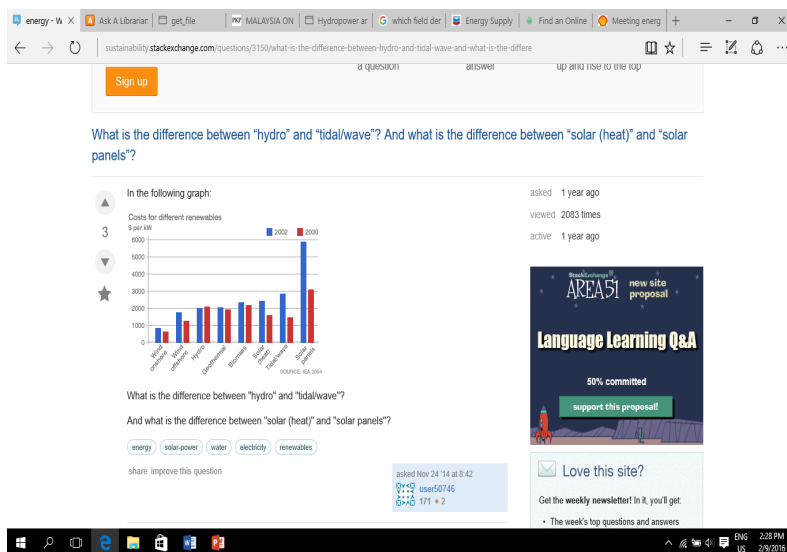 energy - W
Ask A Librarian
get_file
PKP MALAYSIA ON
Hydropower ar
which field der
Energy Supply
Find an Online
Meeting energ
sustainability.stackexchange.com/questions/3150/what-is-the-difference-between-hydro-and-tidal-wave-and-what-is-the-differe
a question
answer
up and rise to the top
Sign up
What is the difference between “hydro” and “tidal/wave”? And what is the difference between “solar (heat)” and “solar
panels”?
In the following graph:
asked 1 year ago
viewed 2083 times
active 1 year ago
3
Costs for different renewables
$ per kW
2002
2030
6000
5000
4000
3000
2000
1000
0
Wind onshore
Wind offshore
Hydro
Geothermal
Biomass
Solar (heat)
Tidal/wave
Solar panels
SOURCE: IEA 2004
What is the difference between "hydro" and "tidal/wave"?
And what is the difference between "solar (heat)" and "solar panels"?
energy
solar-power
water
electricity
renewables
share improve this question
asked Nov 24 '14 at 8:42
user50746
171 2
StackExchange
AREA51
new site
proposal
Language Learning Q&A
50% committed
support this proposal!
Love this site?
Get the weekly newsletter! In it, you'll get:
• The week's top questions and answers
ENG
US
2:28 PM
2/9/2016